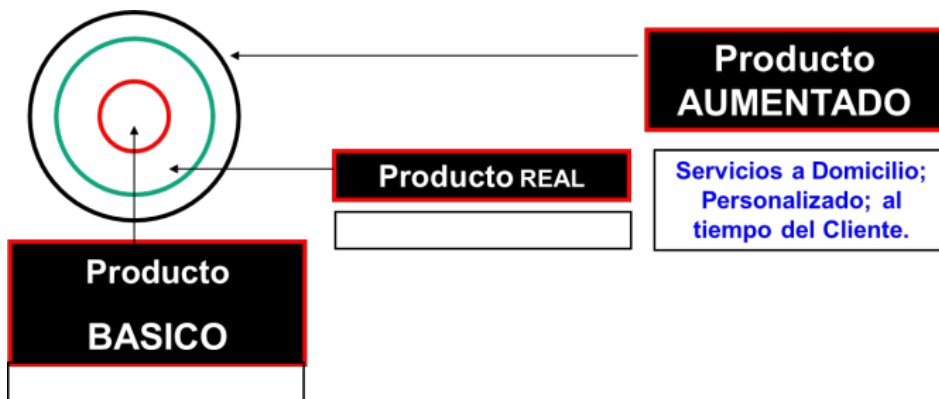 Producto
AUMENTADO
Producto REAL
Servicios a Domicilio;
Personalizado; al
tiempo del Cliente.
Producto
BASICO